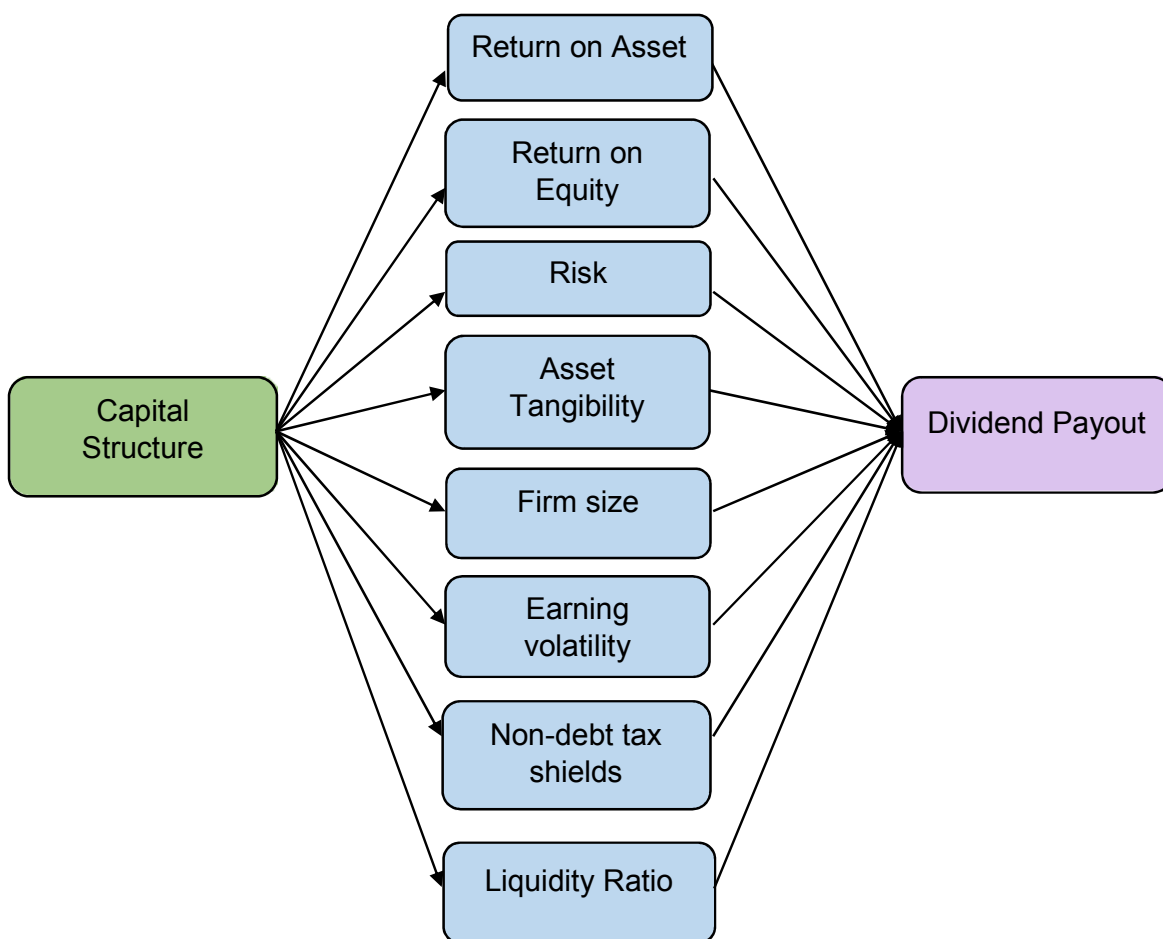 Return on Asset
Return on
Equity
Risk
Asset
Tangibility
Capital
Structure
Dividend Payout
Firm size
Earning
volatility
Non-debt tax
shields
Liquidity Ratio